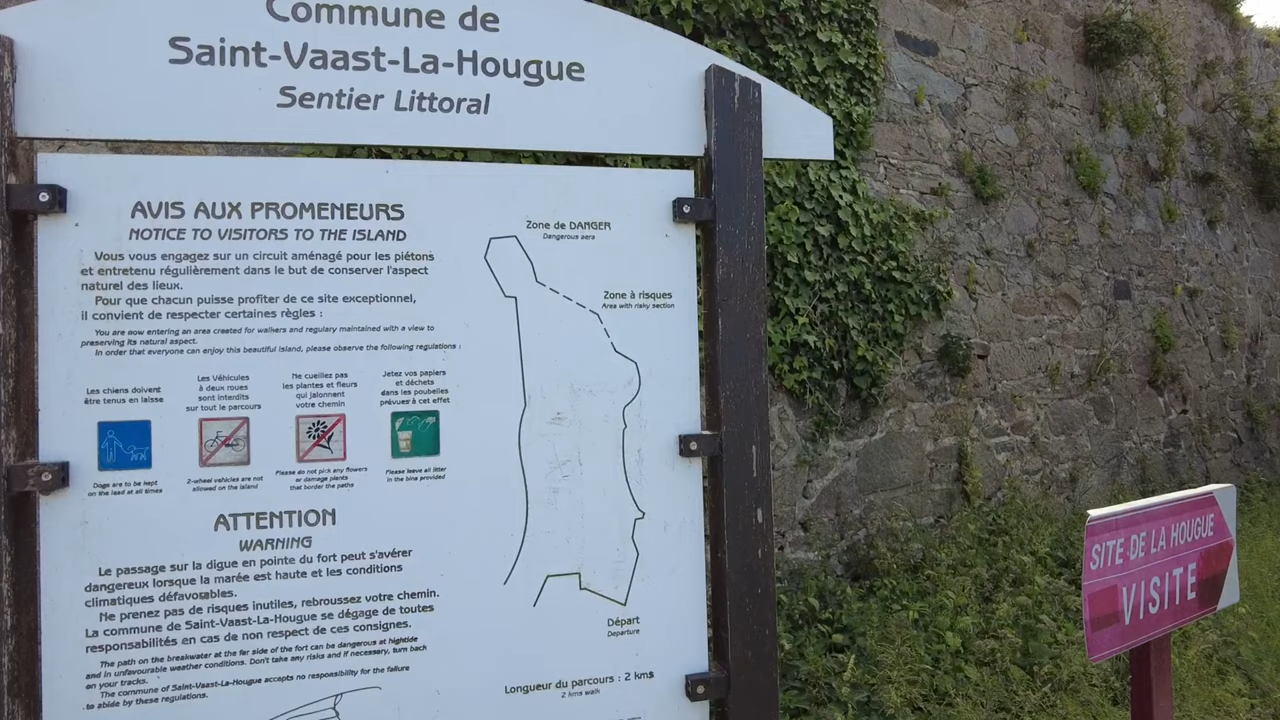 Commune de
Saint-Vaast-La-Hougue
Sentier Littoral
AVIS AUX PROMENEURS
NOTICE TO VISITORS TO THE ISLAND
Vous vous engagez sur un circuit aménagé pour les piétons
et entretenu régulièrement dans le but de conserver l'aspect
naturel des lieux.
Pour que chacun puisse profiter de ce site exceptionnel,
il convient de respecter certaines règles :
You are now entering an area created for walkers and regulary maintained with a view to
preserving its natural aspect.
In order that everyone can enjoy this beautiful island, please observe the following regulations :
Les chiens doivent
être tenus en laisse
Dogs are to be kept
on the lead at all times
Les Véhicules
à deux roues
sont interdits
sur tout le parcours
2-wheel vehicles are not
allowed on the island
Ne cueillez pas
les plantes et fleurs
qui jalonnent
votre chemin
Please do not pick any flowers
or damage plants
that border the paths
Jetez vos papiers
et déchets
dans les poubelles
prévues à cet effet
Please leave all litter
in the bins provided
ATTENTION
WARNING
Le passage sur la digue en pointe du fort peut s'avérer
dangereux lorsque la marée est haute et les conditions
climatiques défavorables.
Ne prenez pas de risques inutiles, rebroussez votre chemin.
La commune de Saint-Vaast-La-Hougue se dégage de toutes
responsabilités en cas de non respect de ces consignes.
The path on the breakwater at the far side of the fort can be dangerous at hightide
and in unfavourable weather conditions. Don't take any risks and if necessary, turn back
on your tracks.
The commune of Saint-Vaast-La-Hougue accepts no responsibility for the failure
to abide by these regulations.
Zone de DANGER
Dangerous aera
Zone à risques
Area with risky section
Départ
Departure
Longueur du parcours : 2 kms
2 kms walk
SITE DE LA HOUGUE
VISITE